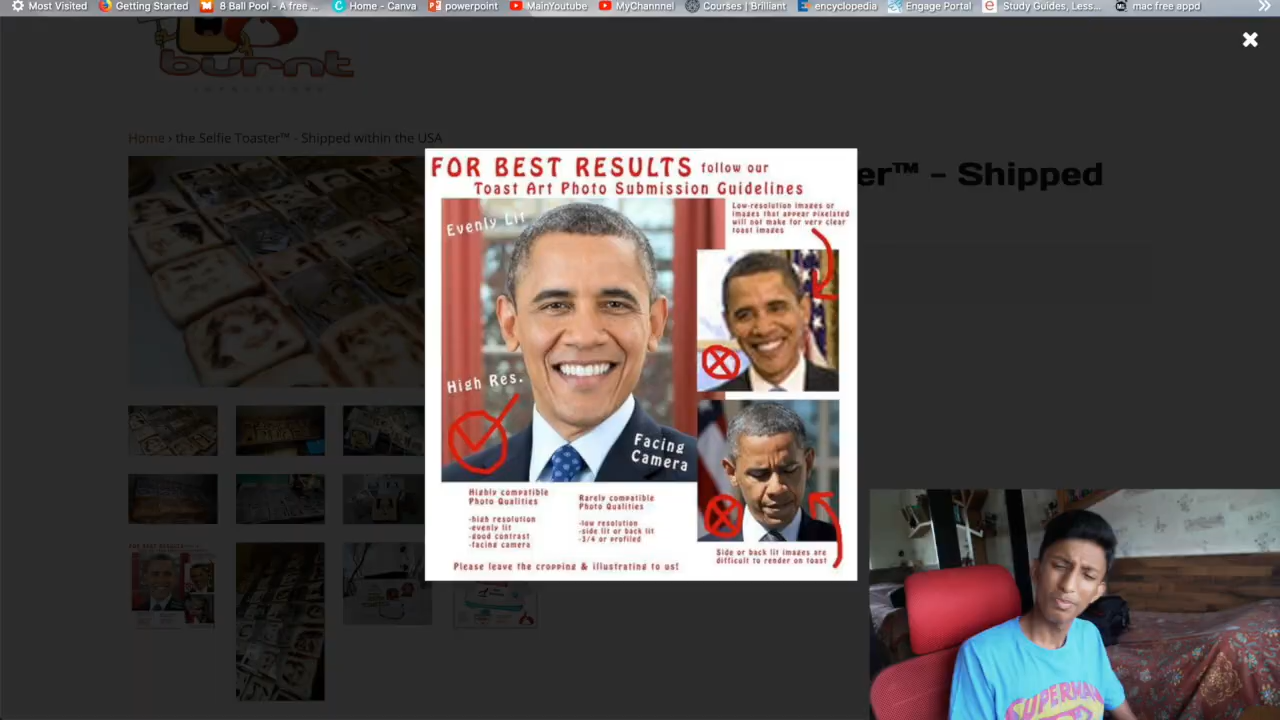 Most Visited
Getting Started
8 Ball Pool - A free ...
Home - Canva
powerpoint
MainYoutube
MyChannnel
Courses | Brilliant
encyclopedia
Engage Portal
Study Guides, Less...
mac free appd
burnt
Home › the Selfie Toaster™ - Shipped within the USA
er™ - Shipped
FOR BEST RESULTS follow our
Toast Art Photo Submission Guidelines
Evenly Lit
Low-resolution images or
images that appear pixelated
will not make for very clear
toast images
High Res.
Facing
Camera
Highly compatible
Photo Qualities
-high resolution
-evenly lit
-good contrast
-facing camera
Rarely compatible
Photo Qualities
-low resolution
-side lit or back lit
-3/4 or profiled
Side or back lit images are
difficult to render on toast
Please leave the cropping & illustrating to us!
SUPERMAN